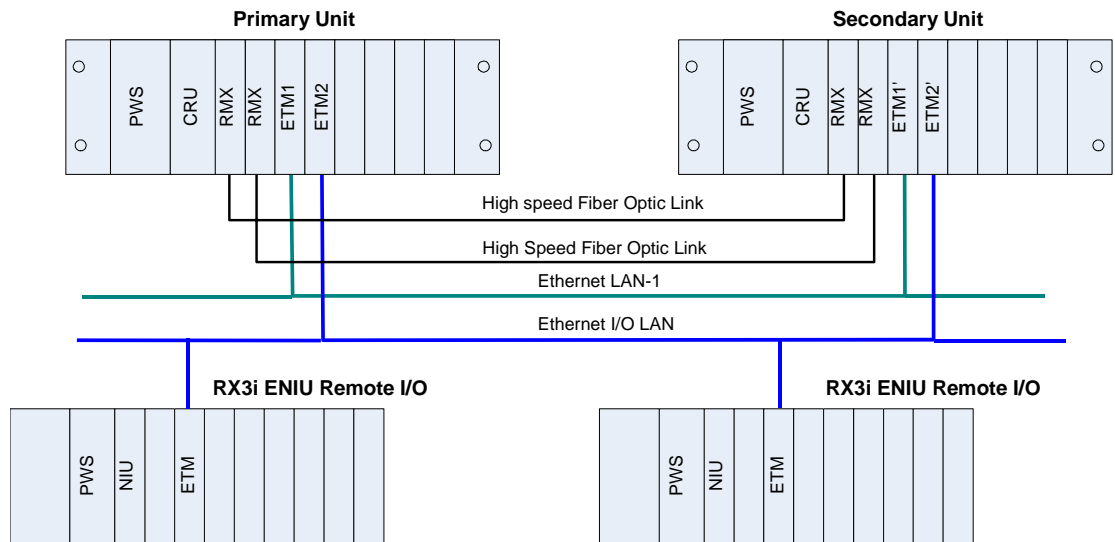 Primary Unit
Secondary Unit
PWS
CRU
RMX
RMX
ETM1
ETM2
PWS
CRU
RMX
RMX
ETM1'
ETM2'
High speed Fiber Optic Link
High Speed Fiber Optic Link
Ethernet LAN-1
Ethernet I/O LAN
RX3i ENIU Remote I/O
RX3i ENIU Remote I/O
PWS
NIU
ETM
PWS
NIU
ETM